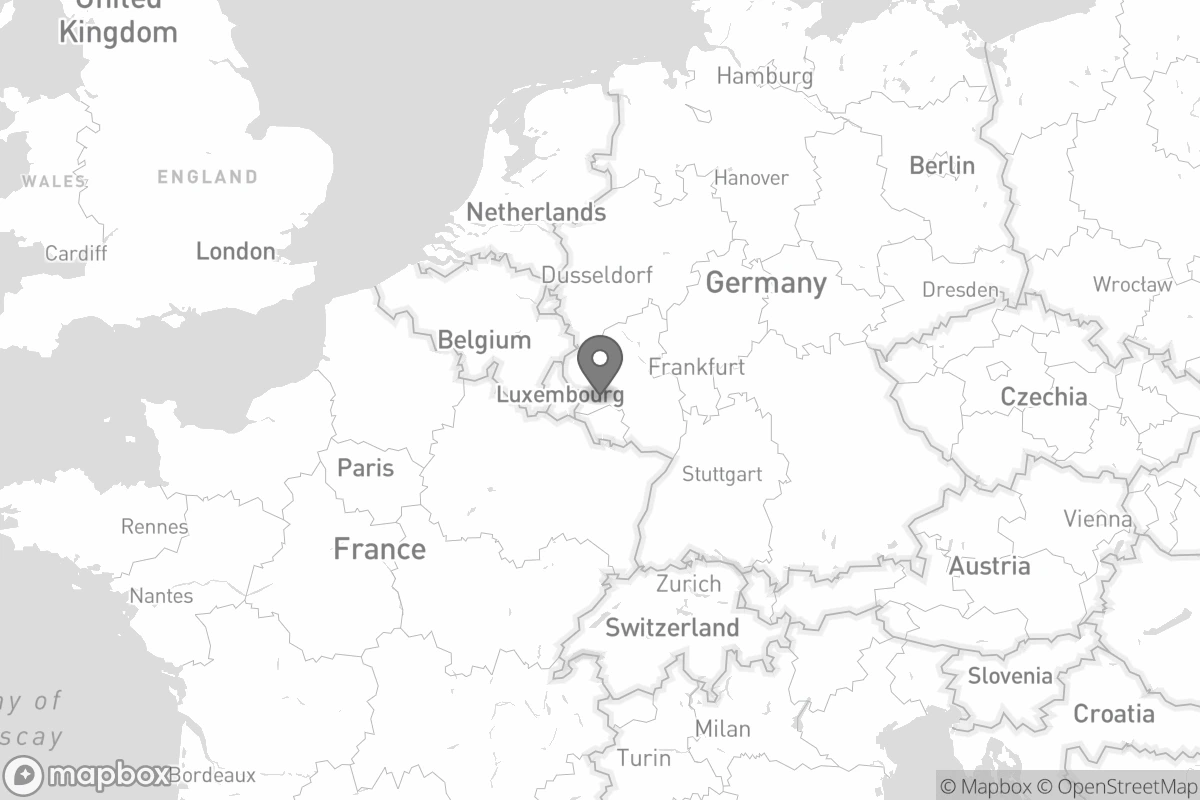 United
Kingdom
Hamburg
Berlin
WALES
ENGLAND
Hanover
Netherlands
Cardiff
London
Dusseldorf
Germany
Dresden
Wrocław
Belgium
Frankfurt
Luxembourg
Czechia
Paris
Stuttgart
Rennes
Vienna
France
Austria
Zurich
Nantes
Switzerland
Slovenia
of
Croatia
Milan
Turin
mapbox
Bordeaux
© Mapbox © OpenStreetMap